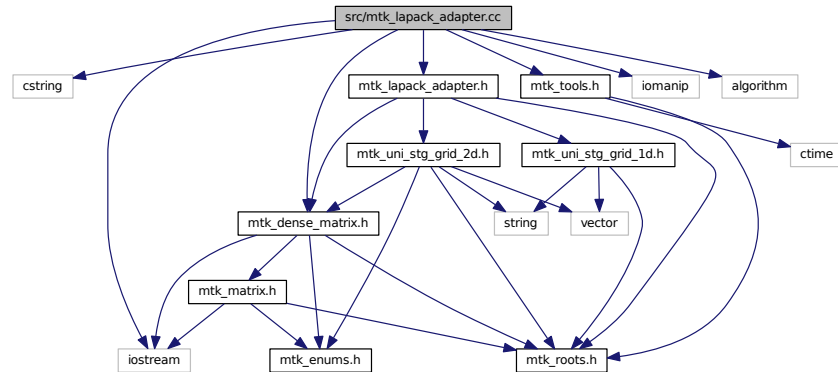 src/mtk_lapack_adapter.cc
cstring
mtk_lapack_adapter.h
mtk_tools.h
iomanip
algorithm
mtk_uni_stg_grid_2d.h
mtk_uni_stg_grid_1d.h
ctime
mtk_dense_matrix.h
string
vector
mtk_matrix.h
iostream
mtk_enums.h
mtk_roots.h